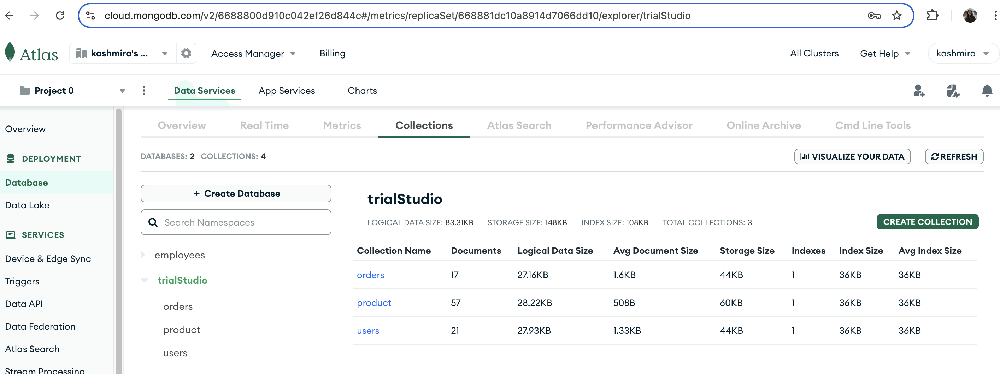 cloud.mongodb.com/v2/6688800d910c042ef26d844c#/metrics/replicaSet/668881dc10a8914d7066dd10/explorer/trialStudio
Atlas kashmira's ... Access Manager Billing All Clusters Get Help kashmira
Project 0 Data Services App Services Charts
Overview
DEPLOYMENT
Database
Data Lake
SERVICES
Device & Edge Sync
Triggers
Data API
Data Federation
Atlas Search
Stream Processing
Overview Real Time Metrics Collections Atlas Search Performance Advisor Online Archive Cmd Line Tools
DATABASES: 2 COLLECTIONS: 4 VISUALIZE YOUR DATA REFRESH
+ Create Database
Search Namespaces
employees
trialStudio
orders
product
users
trialStudio
LOGICAL DATA SIZE: 83.31KB STORAGE SIZE: 148KB INDEX SIZE: 108KB TOTAL COLLECTIONS: 3 CREATE COLLECTION
Collection Name Documents Logical Data Size Avg Document Size Storage Size Indexes Index Size Avg Index Size
orders 17 27.16KB 1.6KB 44KB 1 36KB 36KB
product 57 28.22KB 508B 60KB 1 36KB 36KB
users 21 27.93KB 1.33KB 44KB 1 36KB 36KB